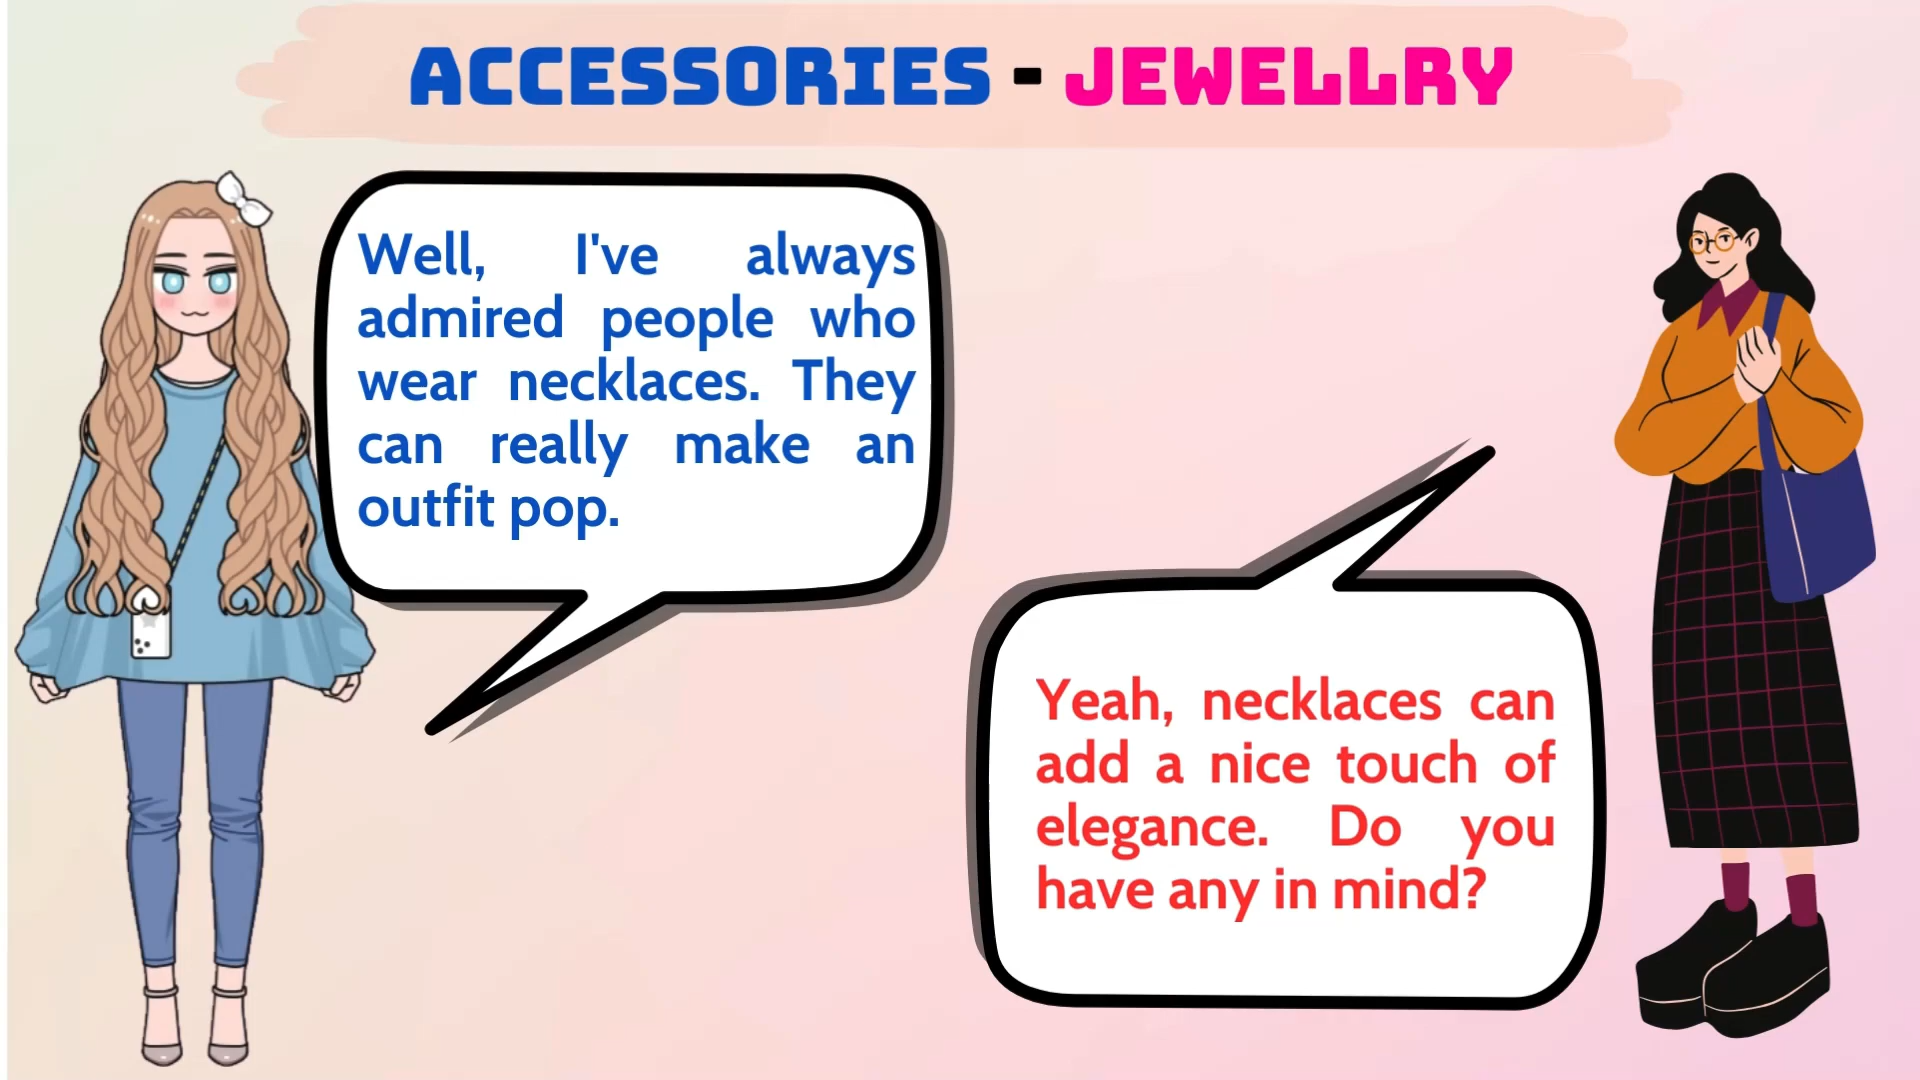 ACCESSORIES - JEWELLRY
Well, I've always
admired people who
wear necklaces. They
can really make an
outfit pop.
Yeah, necklaces can
add a nice touch of
elegance. Do you
have any in mind?